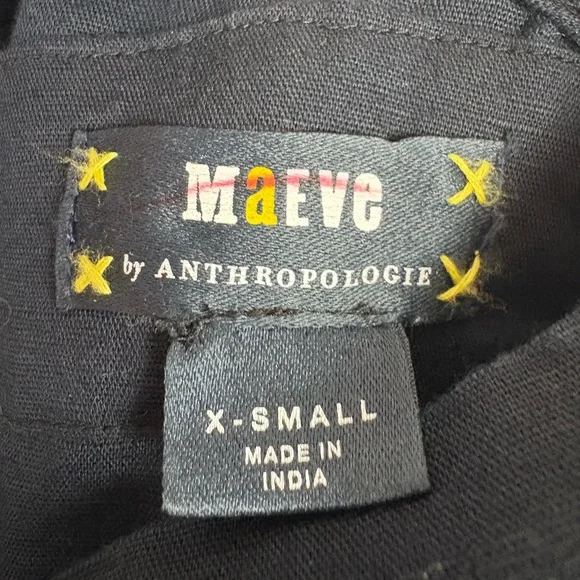 MaEVe
by ANTHROPOLOGIE
X-SMALL
MADE IN
INDIA